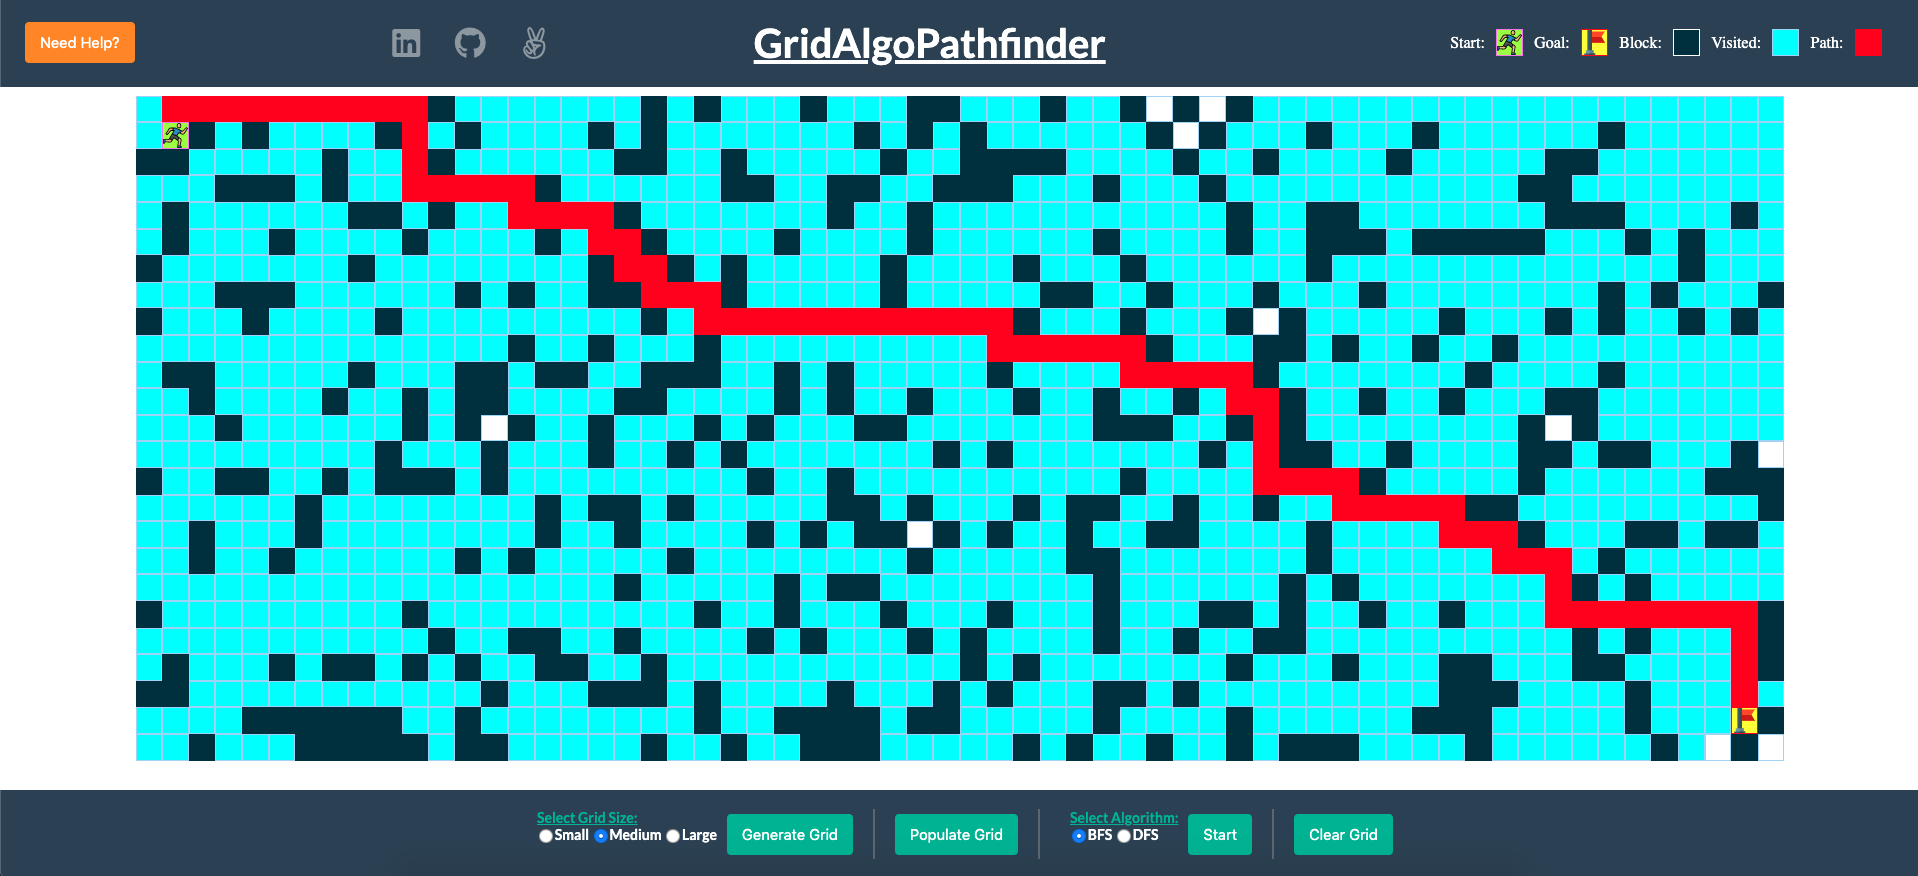 Need Help?
GridAlgoPathfinder
Start: Goal: Block: Visited: Path:
Select Grid Size:
Small Medium Large
Generate Grid
Populate Grid
Select Algorithm:
BFS DFS
Start
Clear Grid